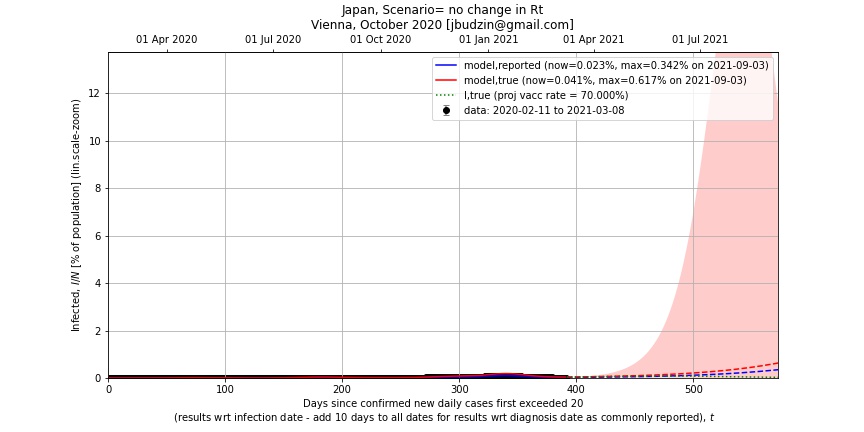 Japan, Scenario= no change in Rt
Vienna, October 2020 [jbudzin@gmail.com]
01 Apr 2020 01 Jul 2020 01 Oct 2020 01 Jan 2021 01 Apr 2021 01 Jul 2021
model,reported (now=0.023%, max=0.342% on 2021-09-03)
model,true (now=0.041%, max=0.617% on 2021-09-03)
I,true (proj vacc rate = 70.000%)
data: 2020-02-11 to 2021-03-08
Infected, I/N [% of population] (lin.scale-zoom)
12
10
8
6
4
2
0
0 100 200 300 400 500
Days since confirmed new daily cases first exceeded 20
(results wrt infection date - add 10 days to all dates for results wrt diagnosis date as commonly reported), t